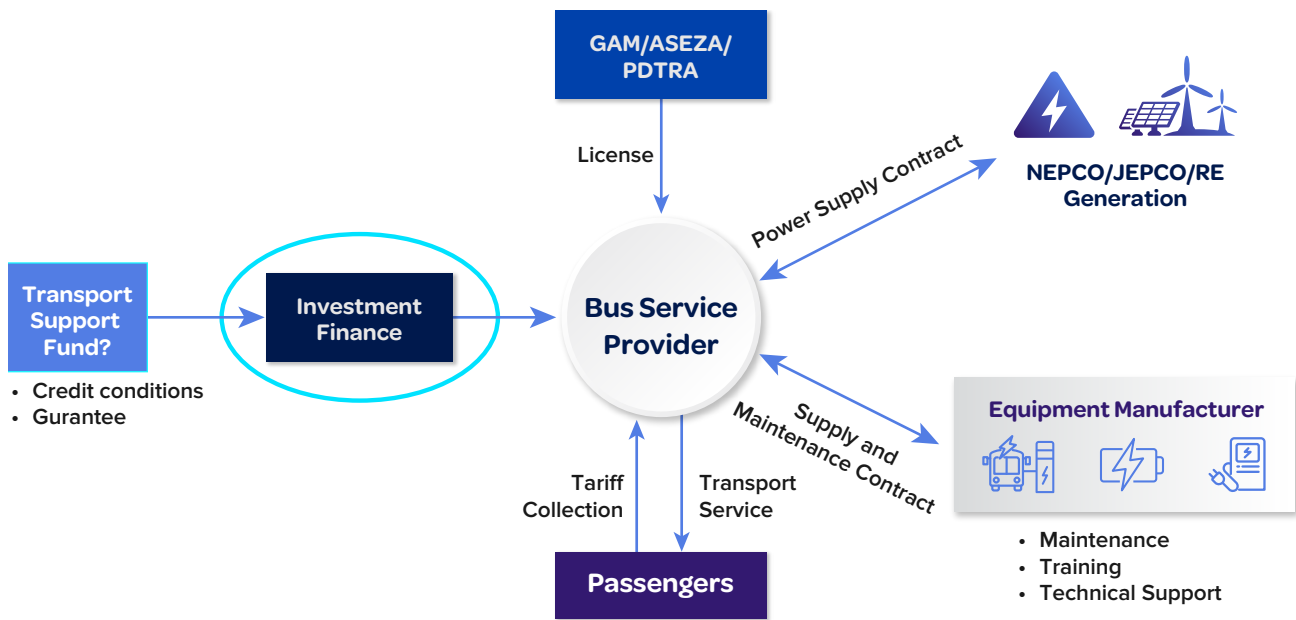 GAM/ASEZA/
PDTRA
License
Power Supply Contract
NEPCO/JEPCO/RE
Generation
Transport
Support
Fund?
• Credit conditions
• Gurantee
Investment
Finance
Bus Service
Provider
Supply and
Maintenance Contract
Equipment Manufacturer
• Maintenance
• Training
• Technical Support
Tariff
Collection
Transport
Service
Passengers